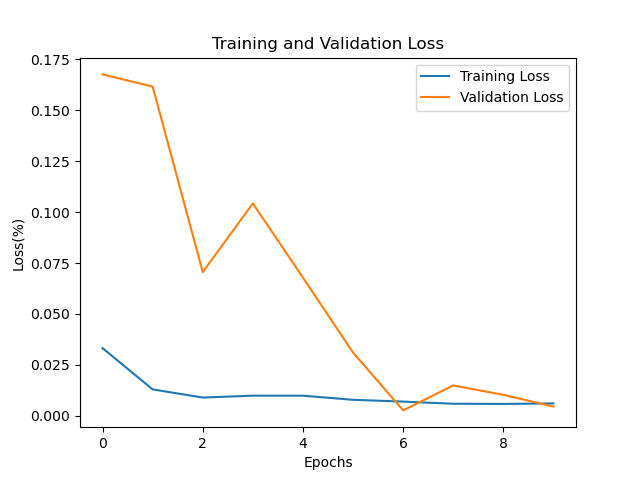 Training and Validation Loss
Training Loss
Validation Loss
0.175
0.150
0.125
0.100
0.075
0.050
0.025
0.000
Loss(%)
0 2 4 6 8
Epochs